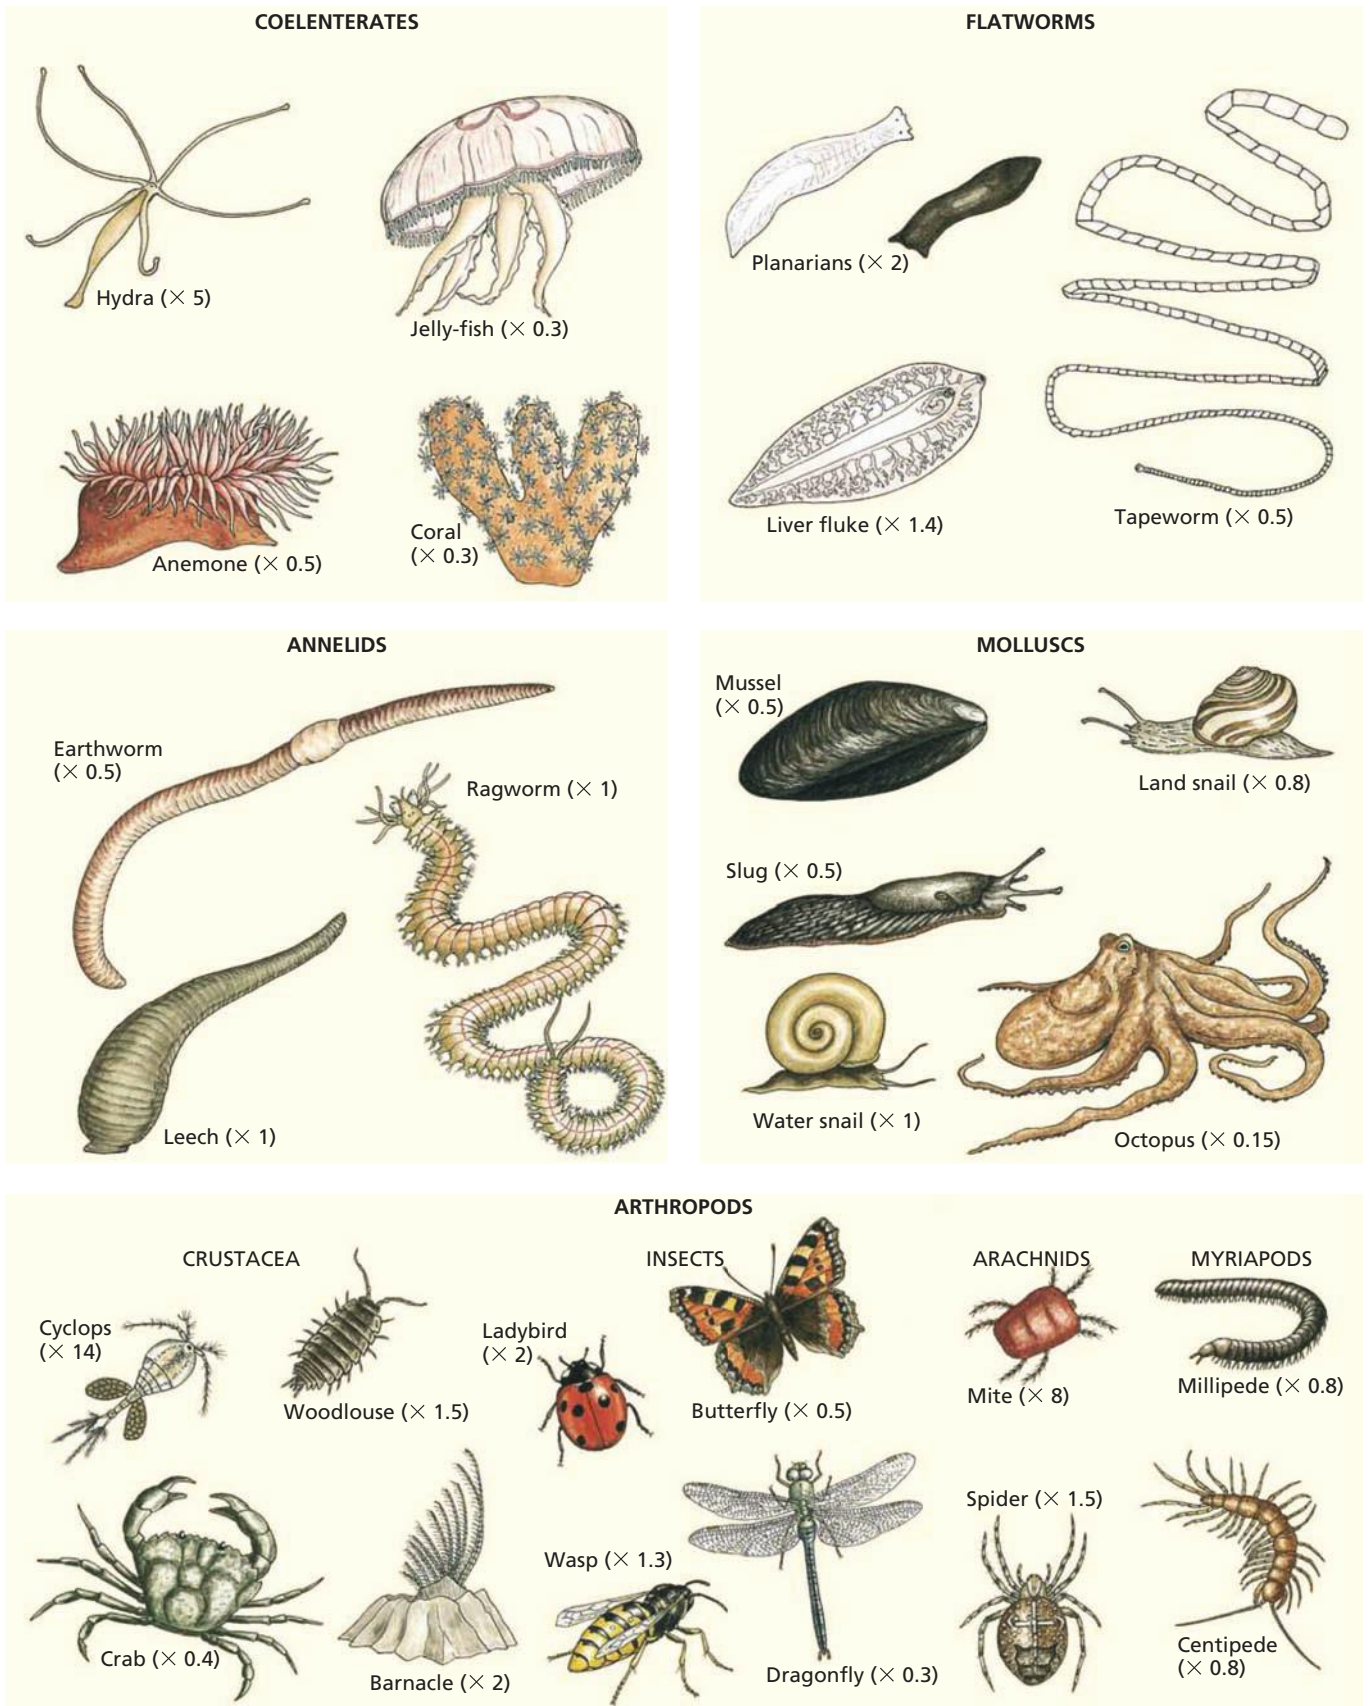 COELENTERATES
Hydra (× 5)
Jelly-fish (× 0.3)
Anemone (× 0.5)
Coral
(× 0.3)
FLATWORMS
Planarians (× 2)
Liver fluke (× 1.4)
Tapeworm (× 0.5)
ANNELIDS
Earthworm
(× 0.5)
Ragworm (× 1)
Leech (× 1)
MOLLUSCS
Mussel
(× 0.5)
Land snail (× 0.8)
Slug (× 0.5)
Water snail (× 1)
Octopus (× 0.15)
ARTHROPODS
CRUSTACEA
Cyclops
(× 14)
Woodlouse (× 1.5)
Crab (× 0.4)
Barnacle (× 2)
INSECTS
Ladybird
(× 2)
Butterfly (× 0.5)
Wasp (× 1.3)
Dragonfly (× 0.3)
ARACHNIDS
Mite (× 8)
Spider (× 1.5)
MYRIAPODS
Millipede (× 0.8)
Centipede
(× 0.8)